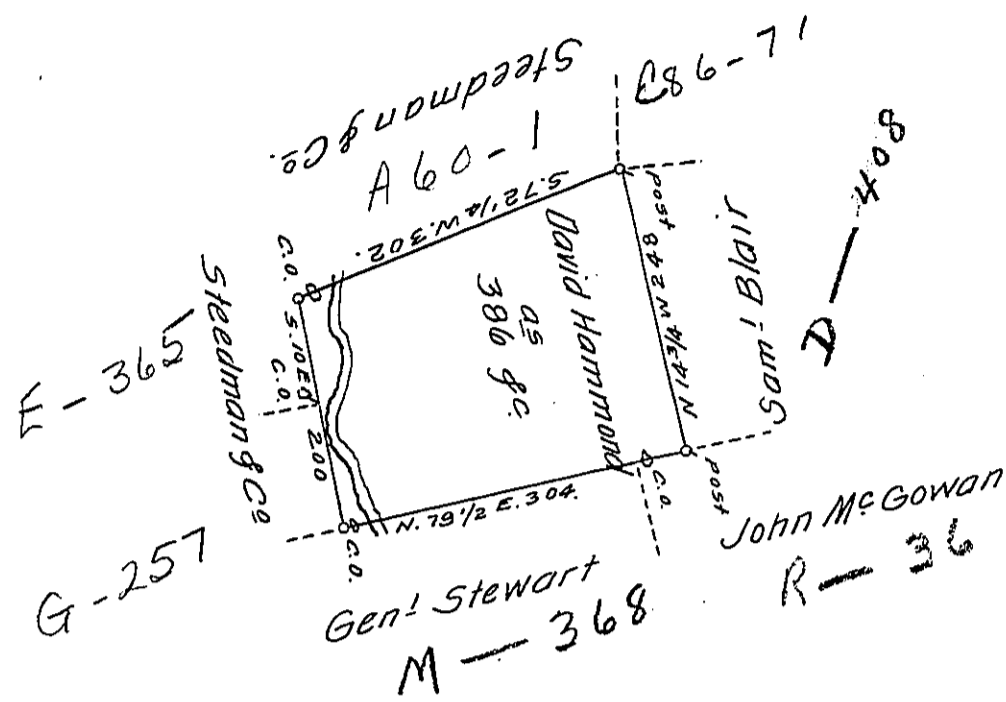 Steedman & Co.
A 60-1
C86-71
S. 72 1/4 W. 302.
post
N 14 3/4 W 248
Sam! Blair
D — 408
David Hammond
as
386 &c.
C.O.
S. 10 E.
200
C.O.
Steedman & Co
E - 365
G - 257
C.O.
N. 79 1/2 E. 304.
C.O.
post
Gen! Stewart
M — 368
John McGowan
R — 36